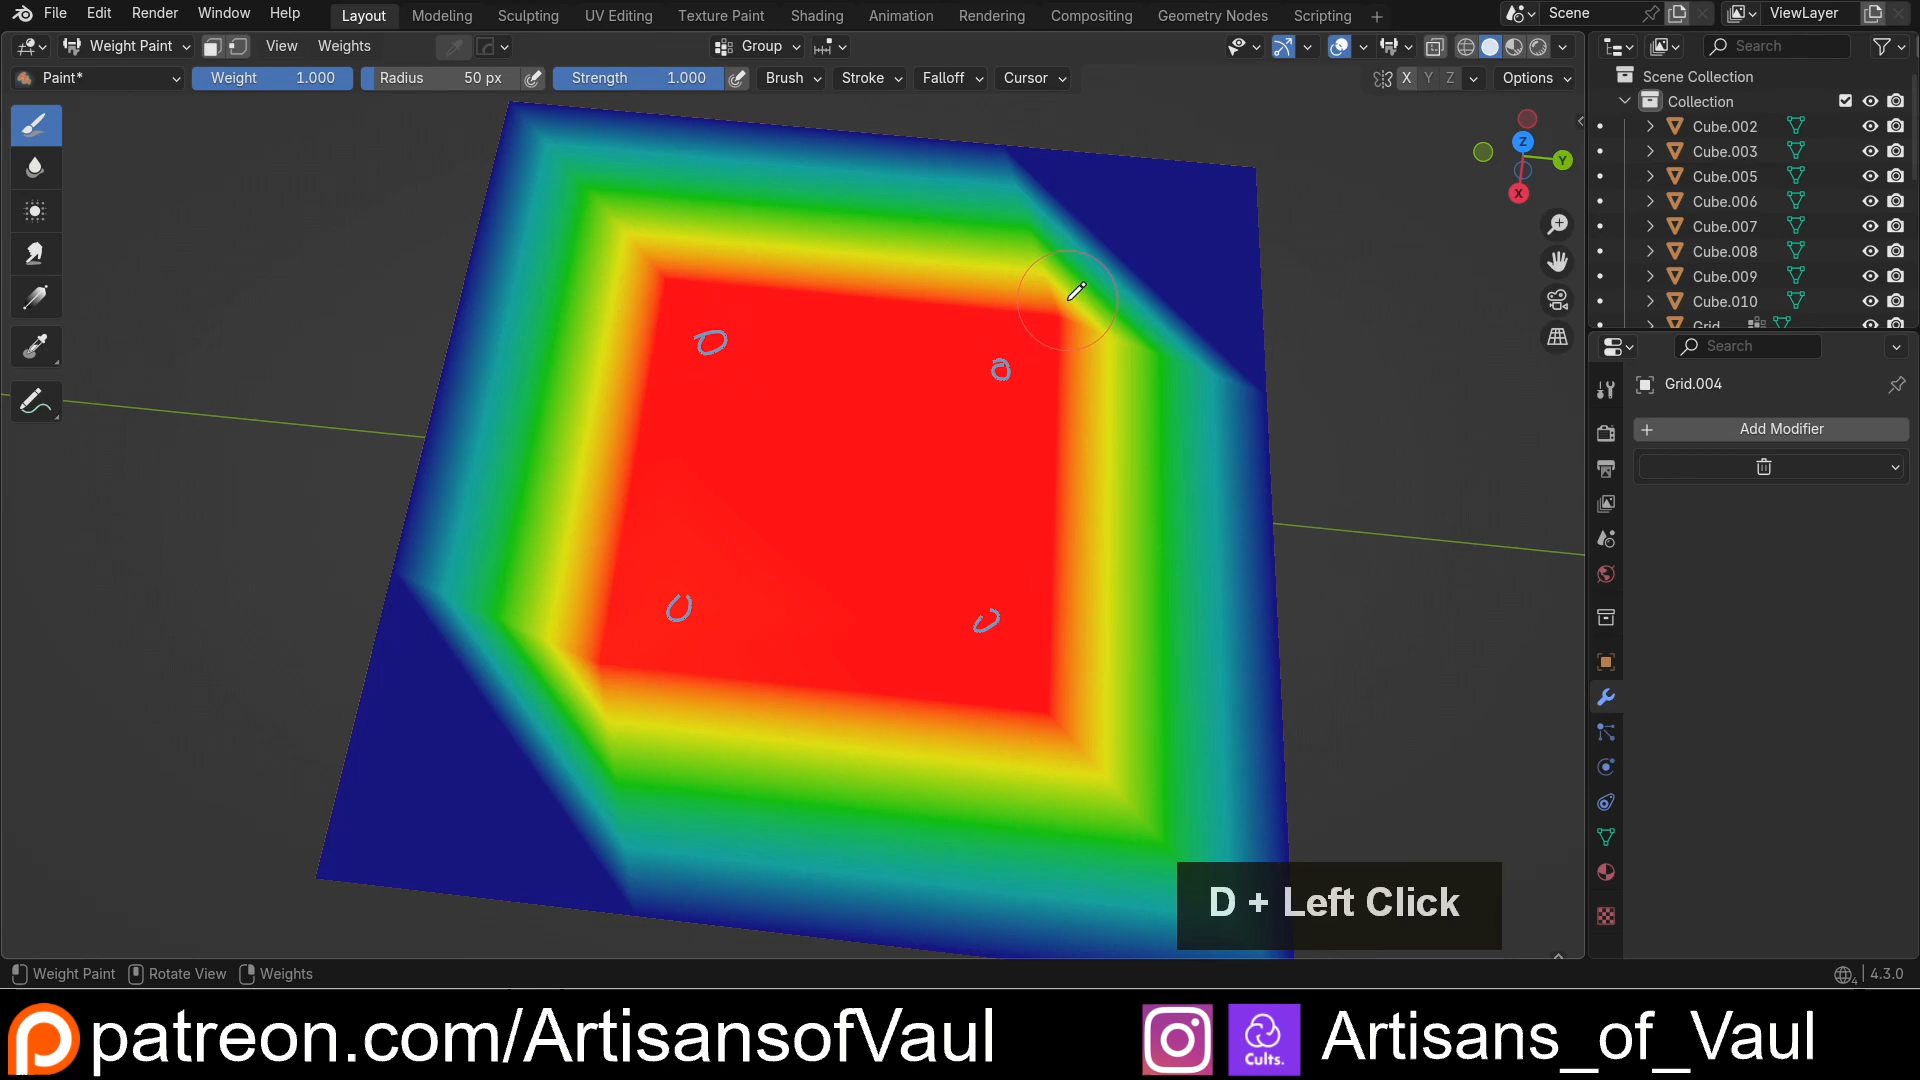 File Edit Render Window Help Layout Modeling Sculpting UV Editing Texture Paint Shading Animation Rendering Compositing Geometry Nodes Scripting + Scene ViewLayer
Weight Paint View Weights Group Search
Paint* Weight 1.000 Radius 50 px Strength 1.000 Brush Stroke Falloff Cursor X Y Z Options
Scene Collection
Collection
Cube.002
Cube.003
Cube.005
Cube.006
Cube.007
Cube.008
Cube.009
Cube.010
Grid
Z
Y
X
Search
Grid.004
+ Add Modifier
D + Left Click
Weight Paint Rotate View Weights 4 4.3.0
patreon.com/ArtisansofVaul Cults. Artisans_of_Vaul